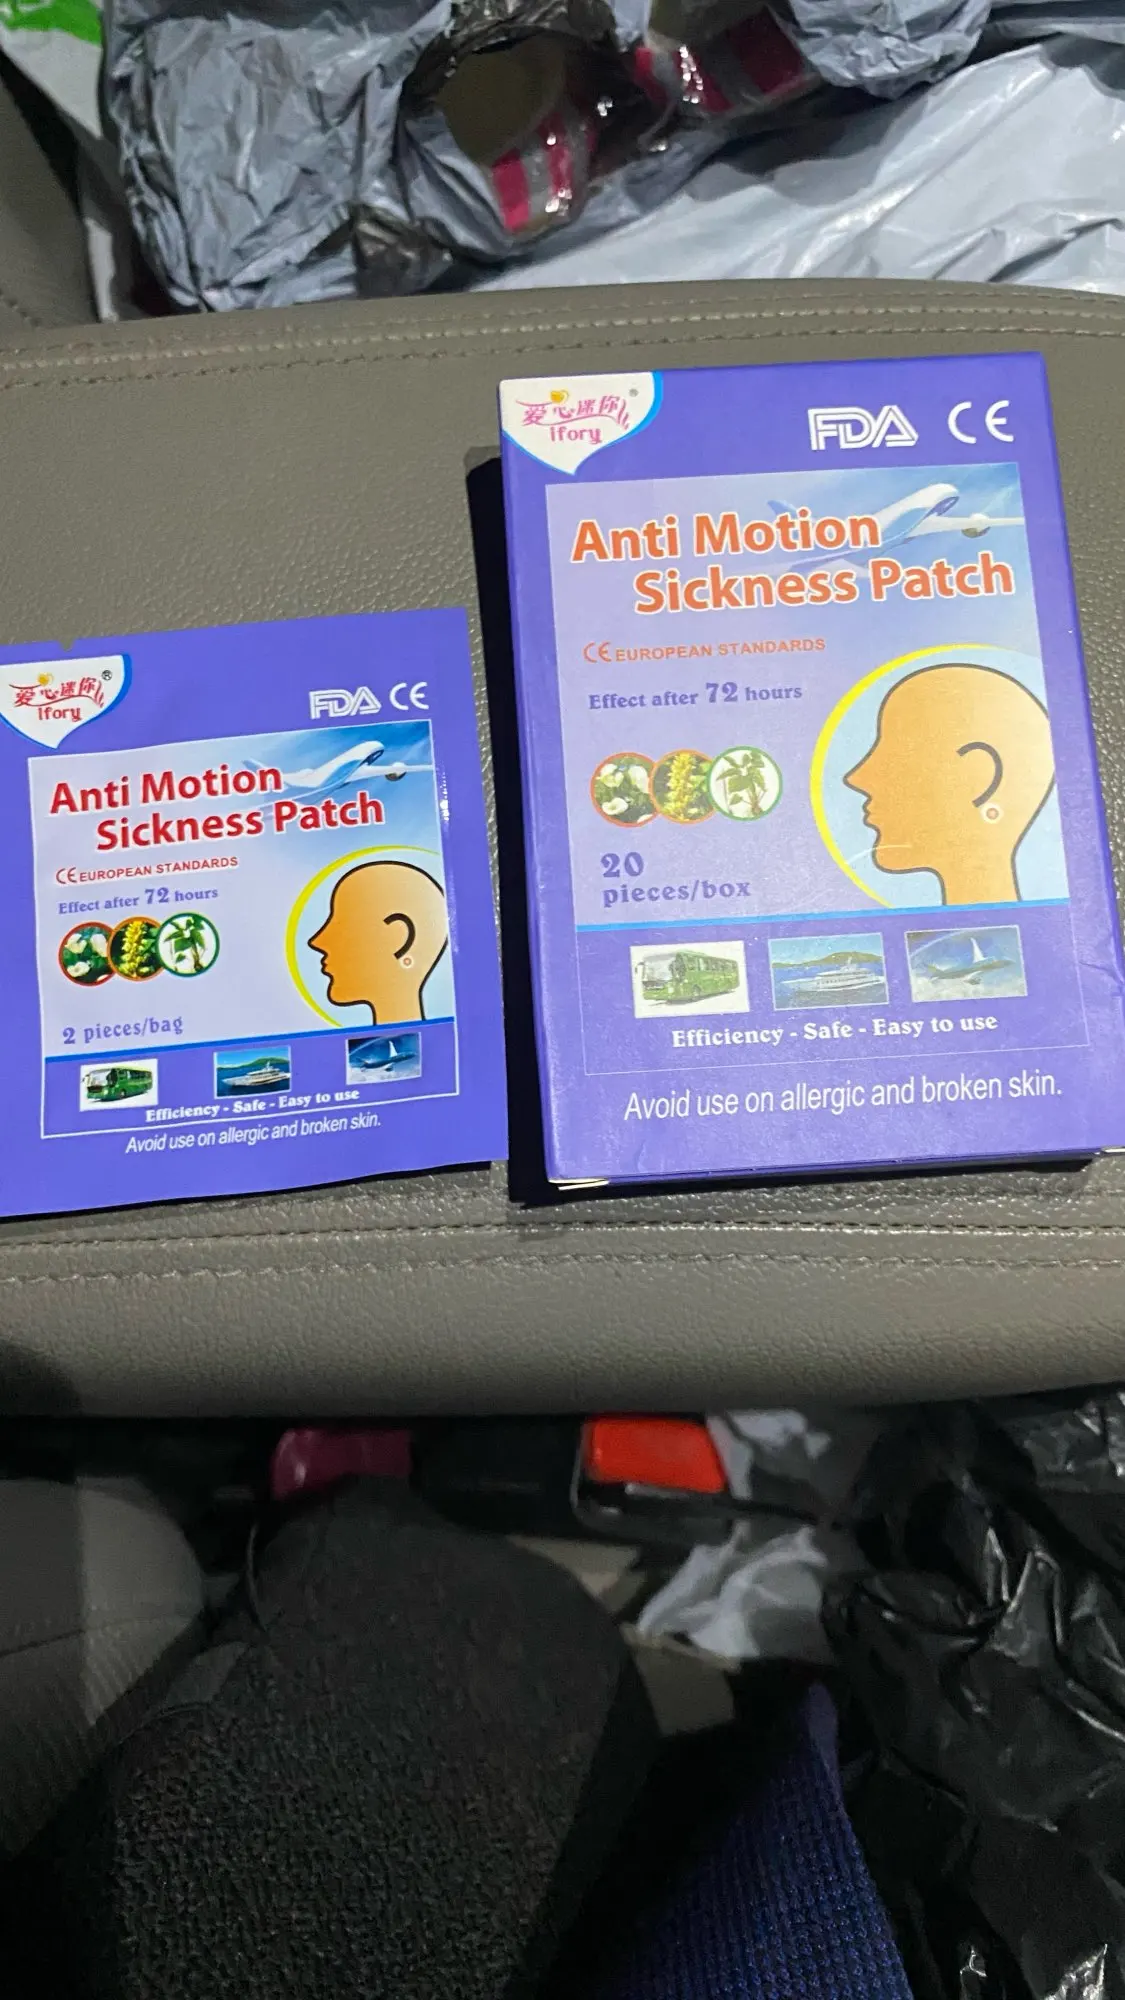 爱心迷你®
ifory
FDA CE
Anti Motion
Sickness Patch
CE EUROPEAN STANDARDS
Effect after 72 hours
2 pieces/bag
Efficiency - Safe - Easy to use
Avoid use on allergic and broken skin.
爱心迷你®
ifory
FDA CE
Anti Motion
Sickness Patch
CE EUROPEAN STANDARDS
Effect after 72 hours
20
pieces/box
Efficiency - Safe - Easy to use
Avoid use on allergic and broken skin.